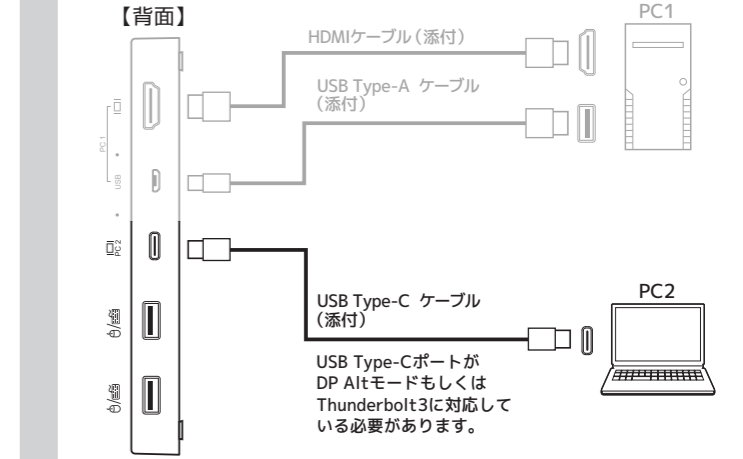 【背面】
PC1
HDMIケーブル（添付）
USB Type-A ケーブル
（添付）
PC 1
USB
PC 2
USB Type-C ケーブル
（添付）
PC2
USB Type-Cポートが
DP Altモードもしくは
Thunderbolt3に対応して
いる必要があります。